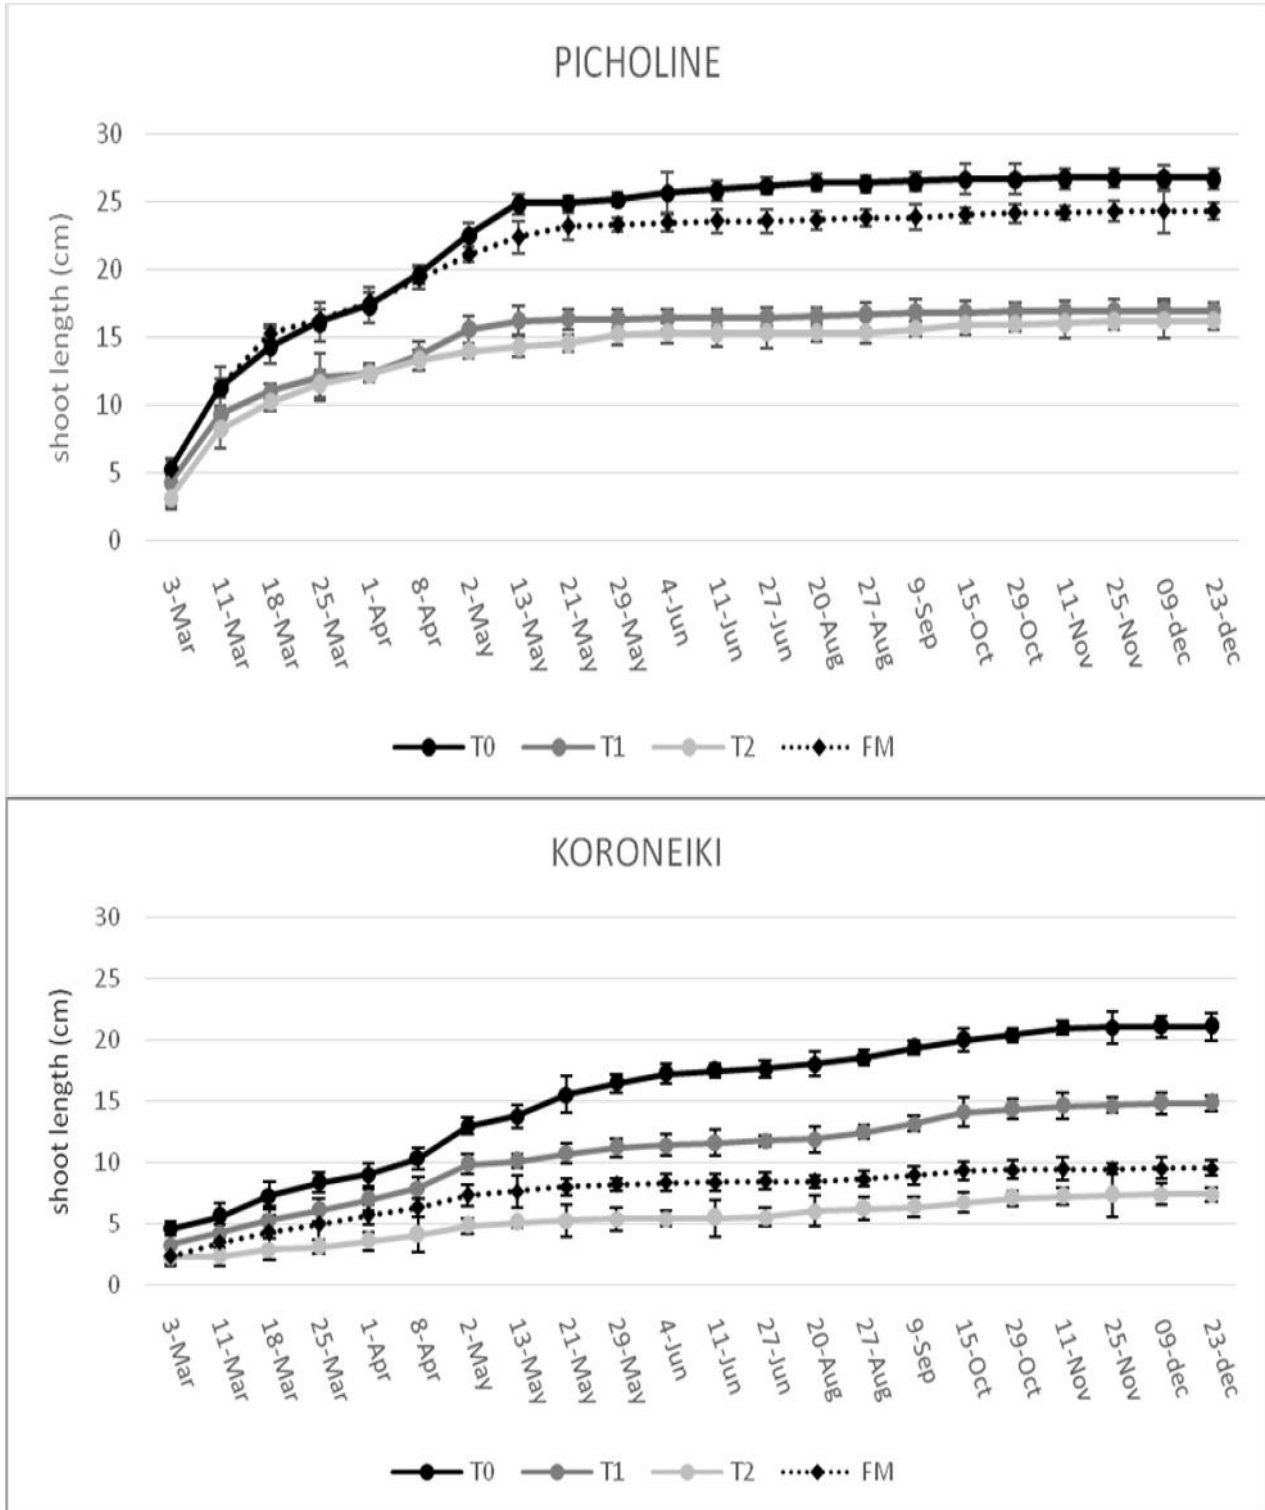 PICHOLINE
30
25
20
15
10
5
0
shoot length (cm)
3-Mar
11-Mar
18-Mar
25-Mar
1-Apr
8-Apr
2-May
13-May
21-May
29-May
4-Jun
11-Jun
27-Jun
20-Aug
27-Aug
9-Sep
15-Oct
29-Oct
11-Nov
25-Nov
09-dec
23-dec
T0 T1 T2 FM
KORONEIKI
30
25
20
15
10
5
0
shoot length (cm)
3-Mar
11-Mar
18-Mar
25-Mar
1-Apr
8-Apr
2-May
13-May
21-May
29-May
4-Jun
11-Jun
27-Jun
20-Aug
27-Aug
9-Sep
15-Oct
29-Oct
11-Nov
25-Nov
09-dec
23-dec
T0 T1 T2 FM